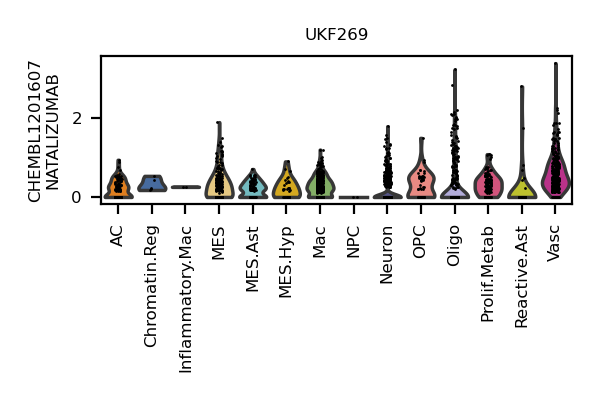 UKF269
CHEMBL1201607
NATALIZUMAB
2
0
AC
Chromatin.Reg
Inflammatory.Mac
MES
MES.Ast
MES.Hyp
Mac
NPC
Neuron
OPC
Oligo
Prolif.Metab
Reactive.Ast
Vasc